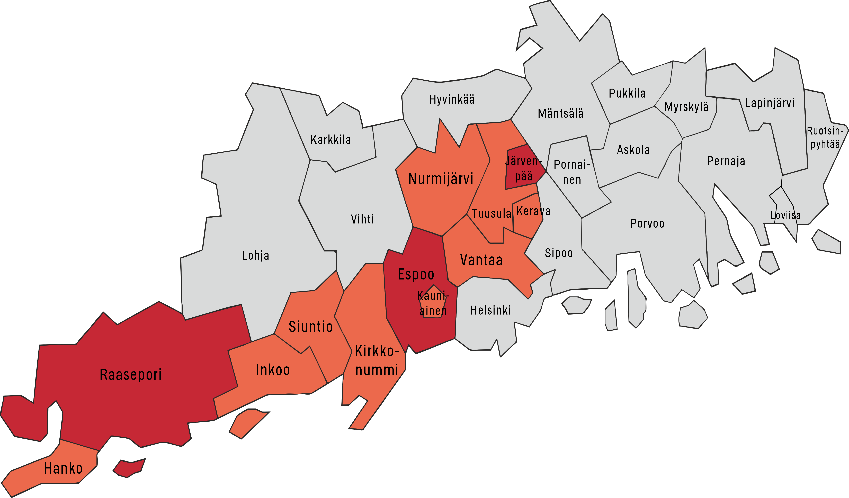 Hyvinkää
Pukkila
Mäntsälä
Myrskylä
Lapinjärvi
Karkkila
Ruotsin-
pyhtää
Askola
Järven-
pää
Pornai-
nen
Pernaja
Nurmijärvi
Vihti
Tuusula
Kerava
Loviisa
Porvoo
Lohja
Sipoo
Vantaa
Espoo
Kauni-
ainen
Helsinki
Siuntio
Kirkko-
nummi
Inkoo
Raasepori
Hanko